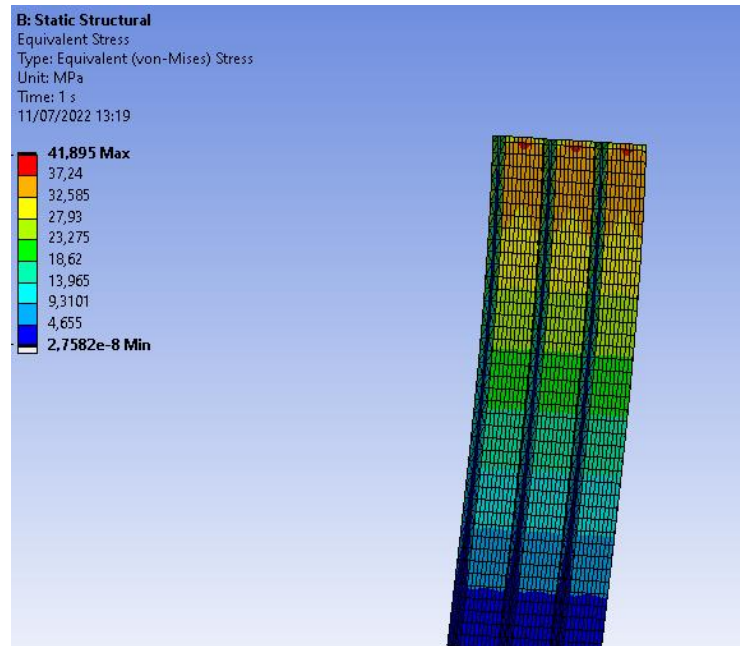 B: Static Structural
Equivalent Stress
Type: Equivalent (von-Mises) Stress
Unit: MPa
Time: 1 s
11/07/2022 13:19
41,895 Max
37,24
32,585
27,93
23,275
18,62
13,965
9,3101
4,655
2,7582e-8 Min